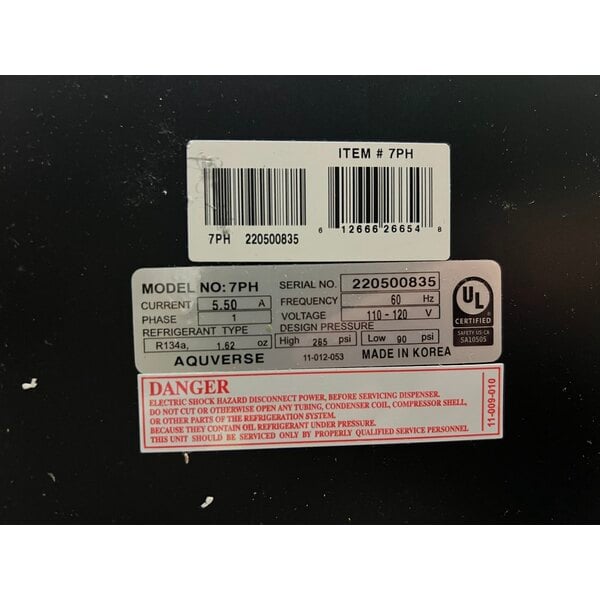 ITEM # 7PH
7PH 220500835
6 12666 26654 8
MODEL NO: 7PH
SERIAL NO. 220500835
CURRENT 5.50 A
FREQUENCY 60 Hz
PHASE 1
VOLTAGE 110-120 V
REFRIGERANT TYPE
DESIGN PRESSURE
R134a, 1.62 oz
High 265 psi Low 90 psi
AQUVERSE
11-012-053
MADE IN KOREA
UL
CERTIFIED
SAFETY US-CA
SA10505
DANGER
ELECTRIC SHOCK HAZARD DISCONNECT POWER, BEFORE SERVICING DISPENSER.
DO NOT CUT OR OTHERWISE OPEN ANY TUBING, CONDENSER COIL, COMPRESSOR SHELL,
OR OTHER PARTS OF THE REFRIGERATION SYSTEM.
BECAUSE THEY CONTAIN OIL REFRIGERANT UNDER PRESSURE.
THIS UNIT SHOULD BE SERVICED ONLY BY PROPERLY QUALIFIED SERVICE PERSONNEL
11-009-010